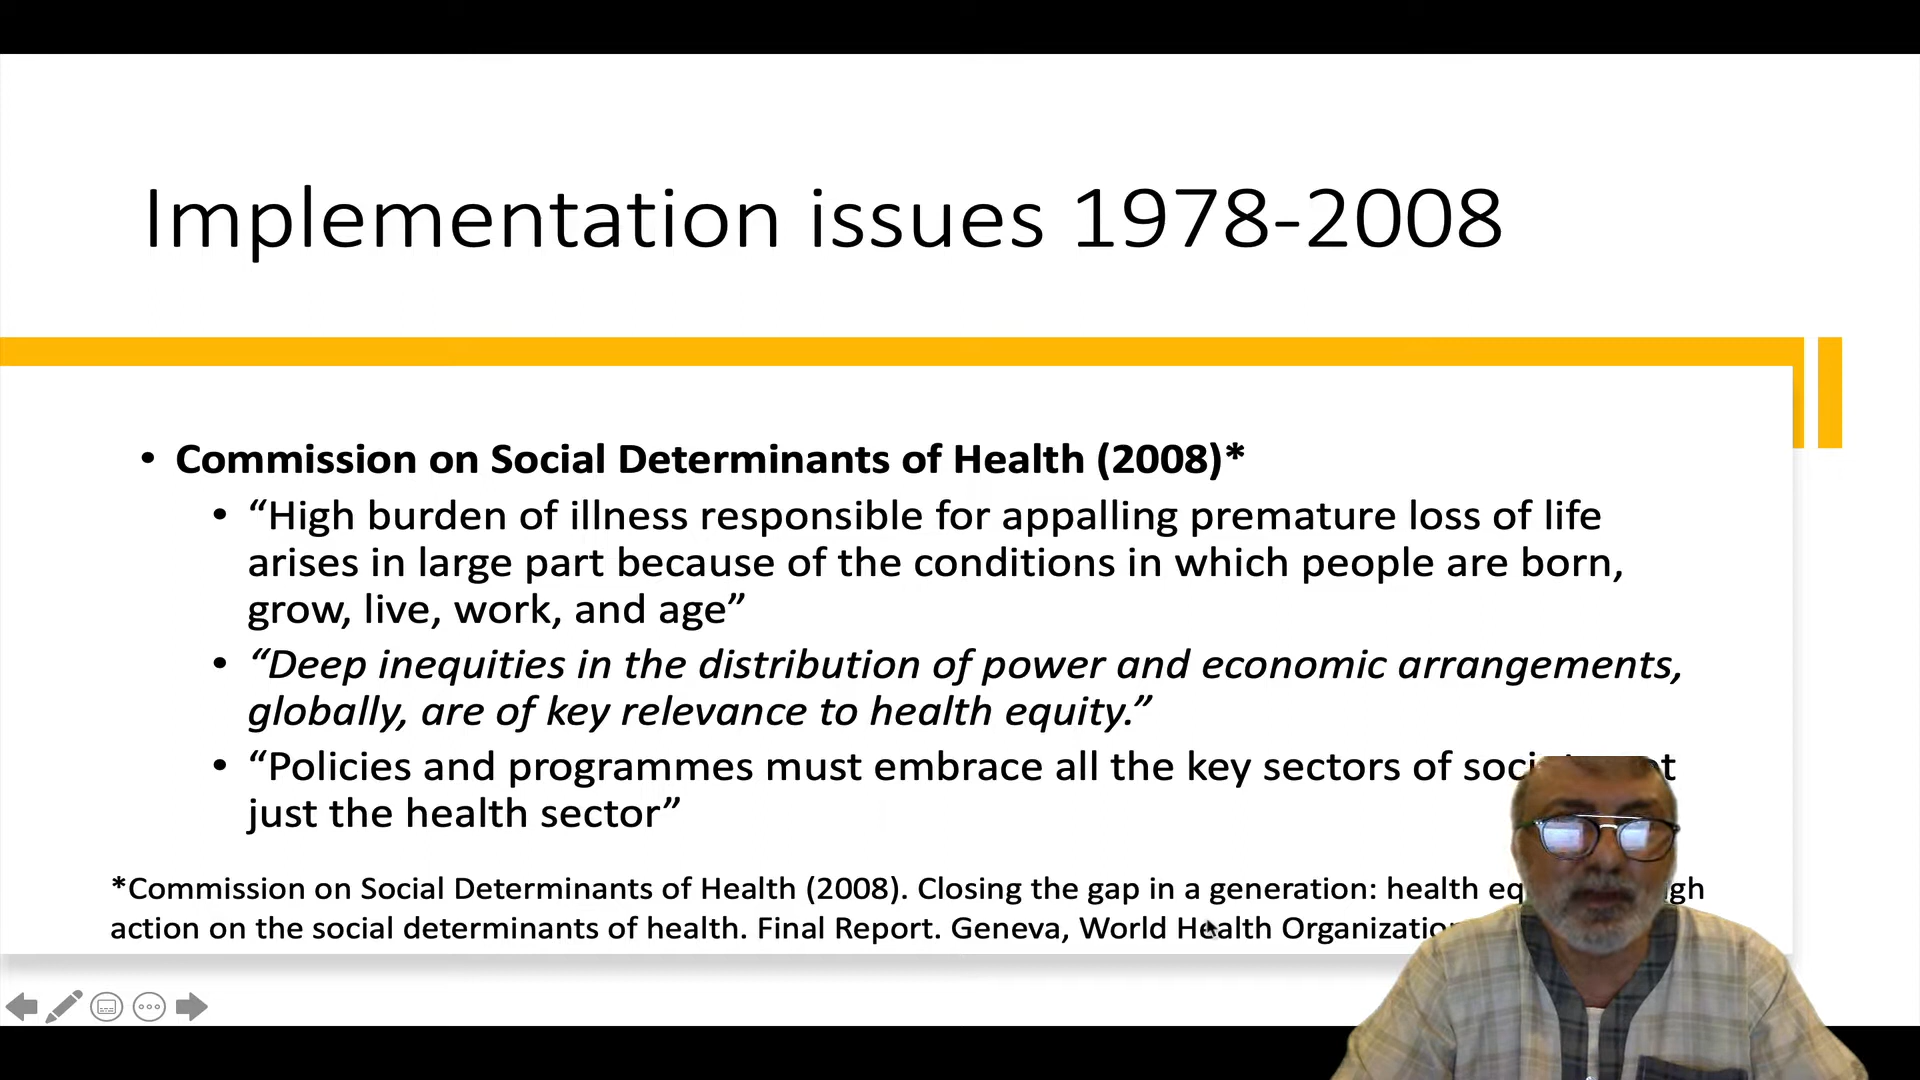 Implementation issues 1978-2008
• Commission on Social Determinants of Health (2008)*
• “High burden of illness responsible for appalling premature loss of life
arises in large part because of the conditions in which people are born,
grow, live, work, and age”
• “Deep inequities in the distribution of power and economic arrangements,
globally, are of key relevance to health equity.”
• “Policies and programmes must embrace all the key sectors of
just the health sector”
*Commission on Social Determinants of Health (2008). Closing the gap in a generation: health
action on the social determinants of health. Final Report. Geneva, World Health